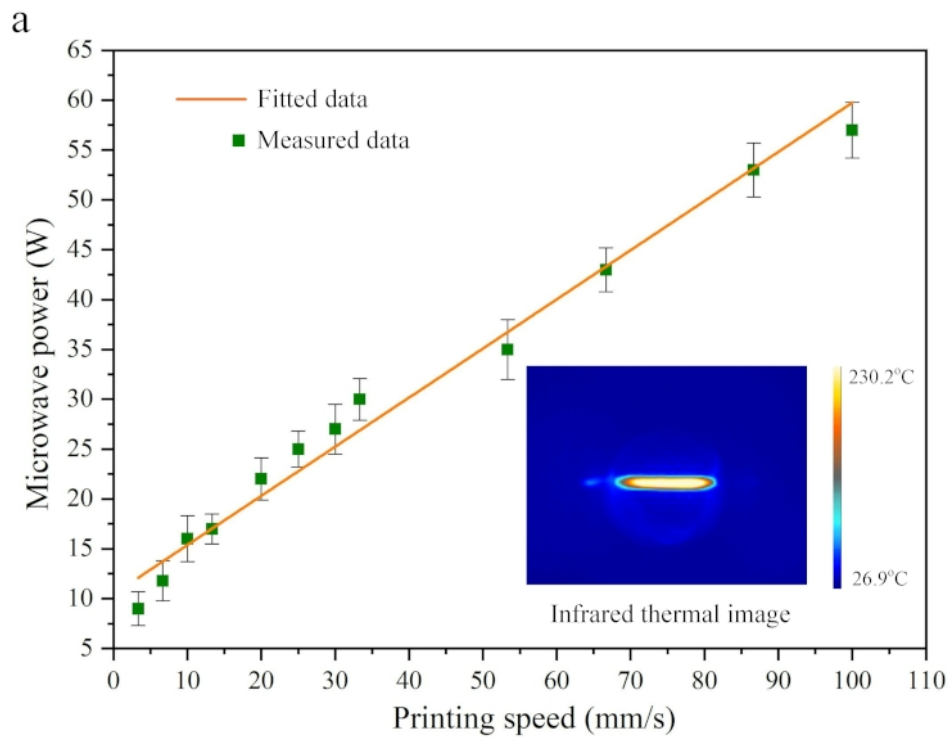 a
65
60
55
50
45
40
35
30
25
20
15
10
5
Microwave power (W)
Fitted data
Measured data
230.2°C
26.9°C
Infrared thermal image
0 10 20 30 40 50 60 70 80 90 100 110
Printing speed (mm/s)